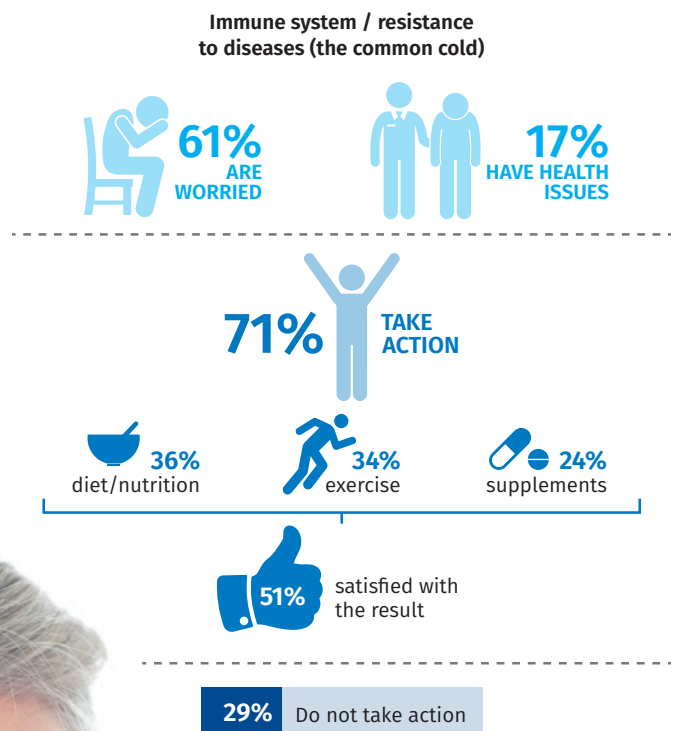 Immune system / resistance
to diseases (the common cold)
61%
ARE
WORRIED
17%
HAVE HEALTH
ISSUES
71%
TAKE
ACTION
36%
diet/nutrition
34%
exercise
24%
supplements
51%
satisfied with
the result
29% Do not take action